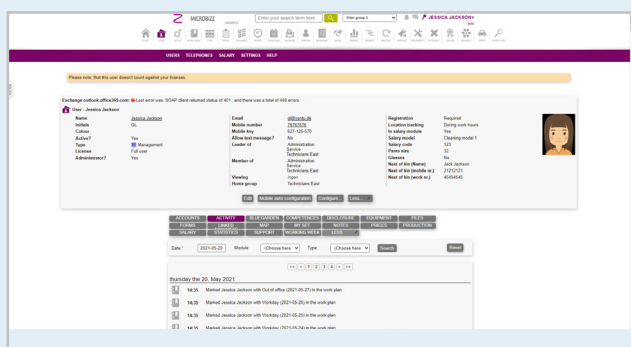 MICROBIZZ
Enter your search term here
Enter group it
JESSICA JACKSON
USERS TELEPHONES SALARY SETTINGS HELP
Please note, that this user doesn't count against your licenses.
Exchange outlook.office365.com: Last error was: SOAP client returned status of 401 , and there was a total of 448 errors.
User - Jessica Jackson
Name Jessica Jackson
Initials
Colour
Active? Yes
Type Management
License Full user
Administrator? Yes
Email
Mobile number 76767676
Mobile key 627-125-670
Allow text message? No
Leader of Administration
Service
Technicians East
Member of Administration
Service
Technicians East
Viewing Ingen
Home group Technicians East
Registration Required
Location tracking During work hours
In salary module Yes
Salary model Cleaning model 1
Salary code 123
Pants size 32
Glasses No
Next of kin (Name) Jack Jackson
Next of kin (mobile nr.) 21212121
Next of kin (work nr.) 45454545
Edit Mobile auto configuration Configure... Less...
ACCOUNTS ACTIVITY BLUEGARDEN COMPETENCES DISCLOSURE EQUIPMENT FILES
FORMS LINKED MAP MY SET. NOTES PRICES PRODUCTION
SALARY STATISTICS SUPPORT WORKING WEEK LESS
Date * 2021-05-20 Module (Choose here Type (Choose here Search Reset
<< < 1 2 3 4 > >>
thursday the 20. May 2021
14:35 Marked Jessica Jackson with Out of office (2021-05-27) in the work plan
14:35 Marked Jessica Jackson with Workday (2021-05-26) in the work plan
14:35 Marked Jessica Jackson with Workday (2021-05-25) in the work plan
14:35 Marked Jessica Jackson with Workday (2021-05-24) in the work plan